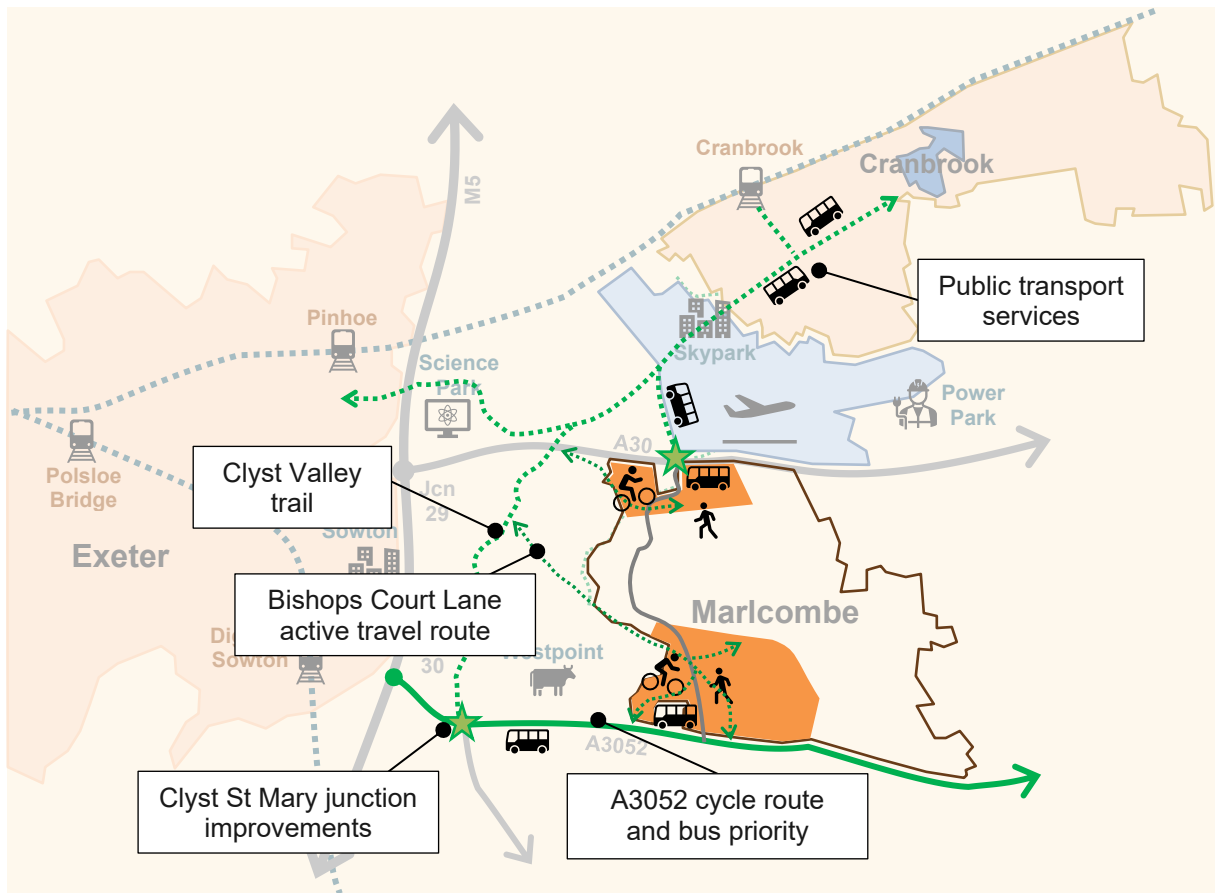 Cranbrook
Cranbrook
M5
Public transport
services
Pinhoe
Skypark
Science
Park
Power
Park
A30
Polsloe
Bridge
Clyst Valley
trail
Jcn
29
Sowton
Exeter
Bishops Court Lane
active travel route
Marlcombe
Sowton
30
Westpoint
A3052
Clyst St Mary junction
improvements
A3052 cycle route
and bus priority